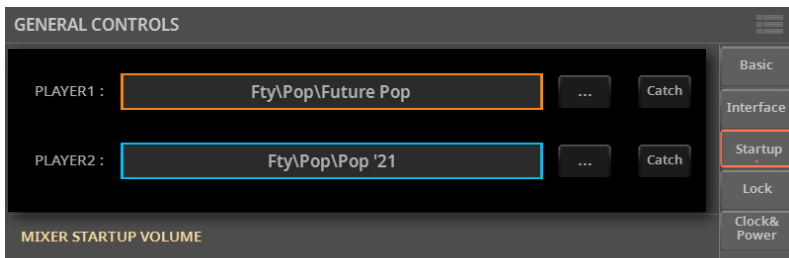 GENERAL CONTROLS
Basic
PLAYER1 : Fty\Pop\Future Pop ... Catch
Interface
PLAYER2 : Fty\Pop\Pop '21 ... Catch
Startup
Lock
Clock&
Power
MIXER STARTUP VOLUME